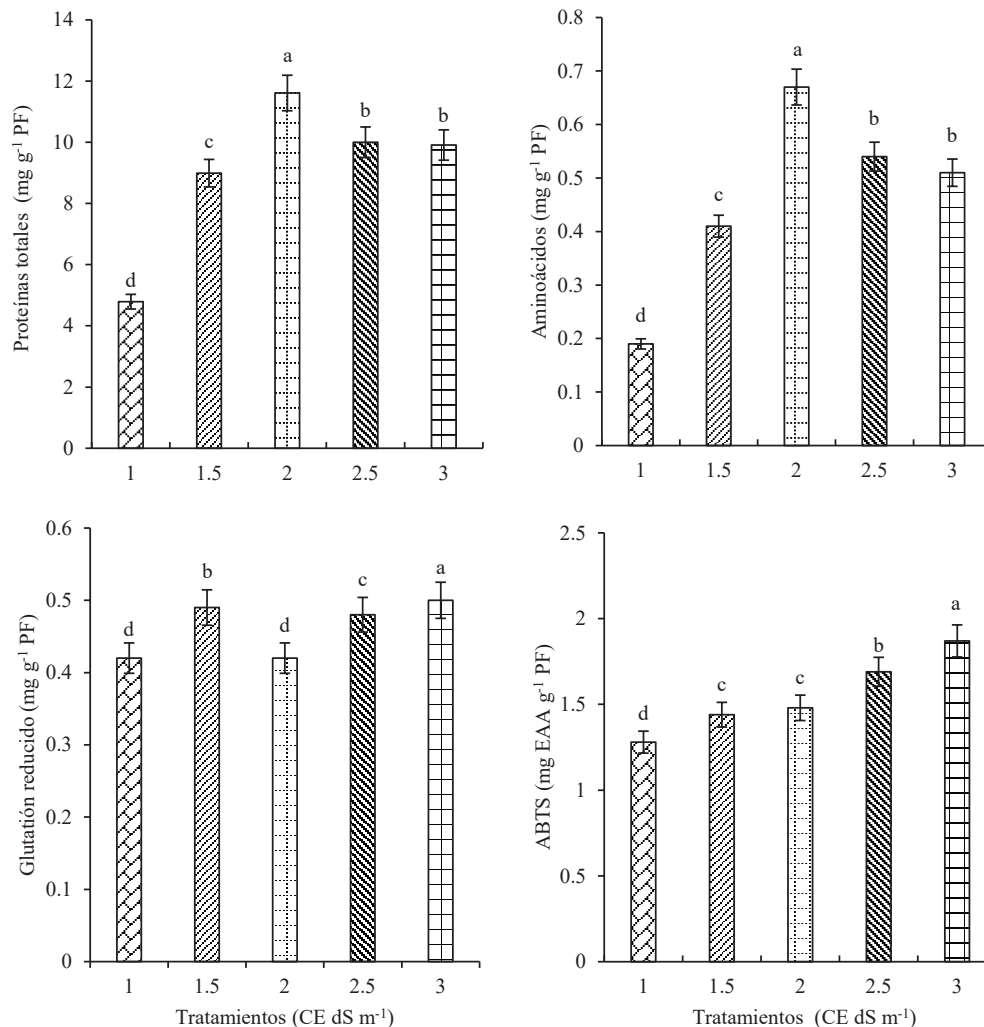 Proteínas totales (mg g⁻¹ PF)
14
12
10
8
6
4
2
0
d
c
a
b
b
1 1.5 2 2.5 3
Aminoácidos (mg g⁻¹ PF)
0.8
0.7
0.6
0.5
0.4
0.3
0.2
0.1
0
d
c
a
b
b
1 1.5 2 2.5 3
Glutatión reducido (mg g⁻¹ PF)
0.6
0.5
0.4
0.3
0.2
0.1
0
d
b
d
c
a
1 1.5 2 2.5 3
Tratamientos (CE dS m⁻¹)
ABTS (mg EAA g⁻¹ PF)
2.5
2
1.5
1
0.5
0
d
c
c
b
a
1 1.5 2 2.5 3
Tratamientos (CE dS m⁻¹)